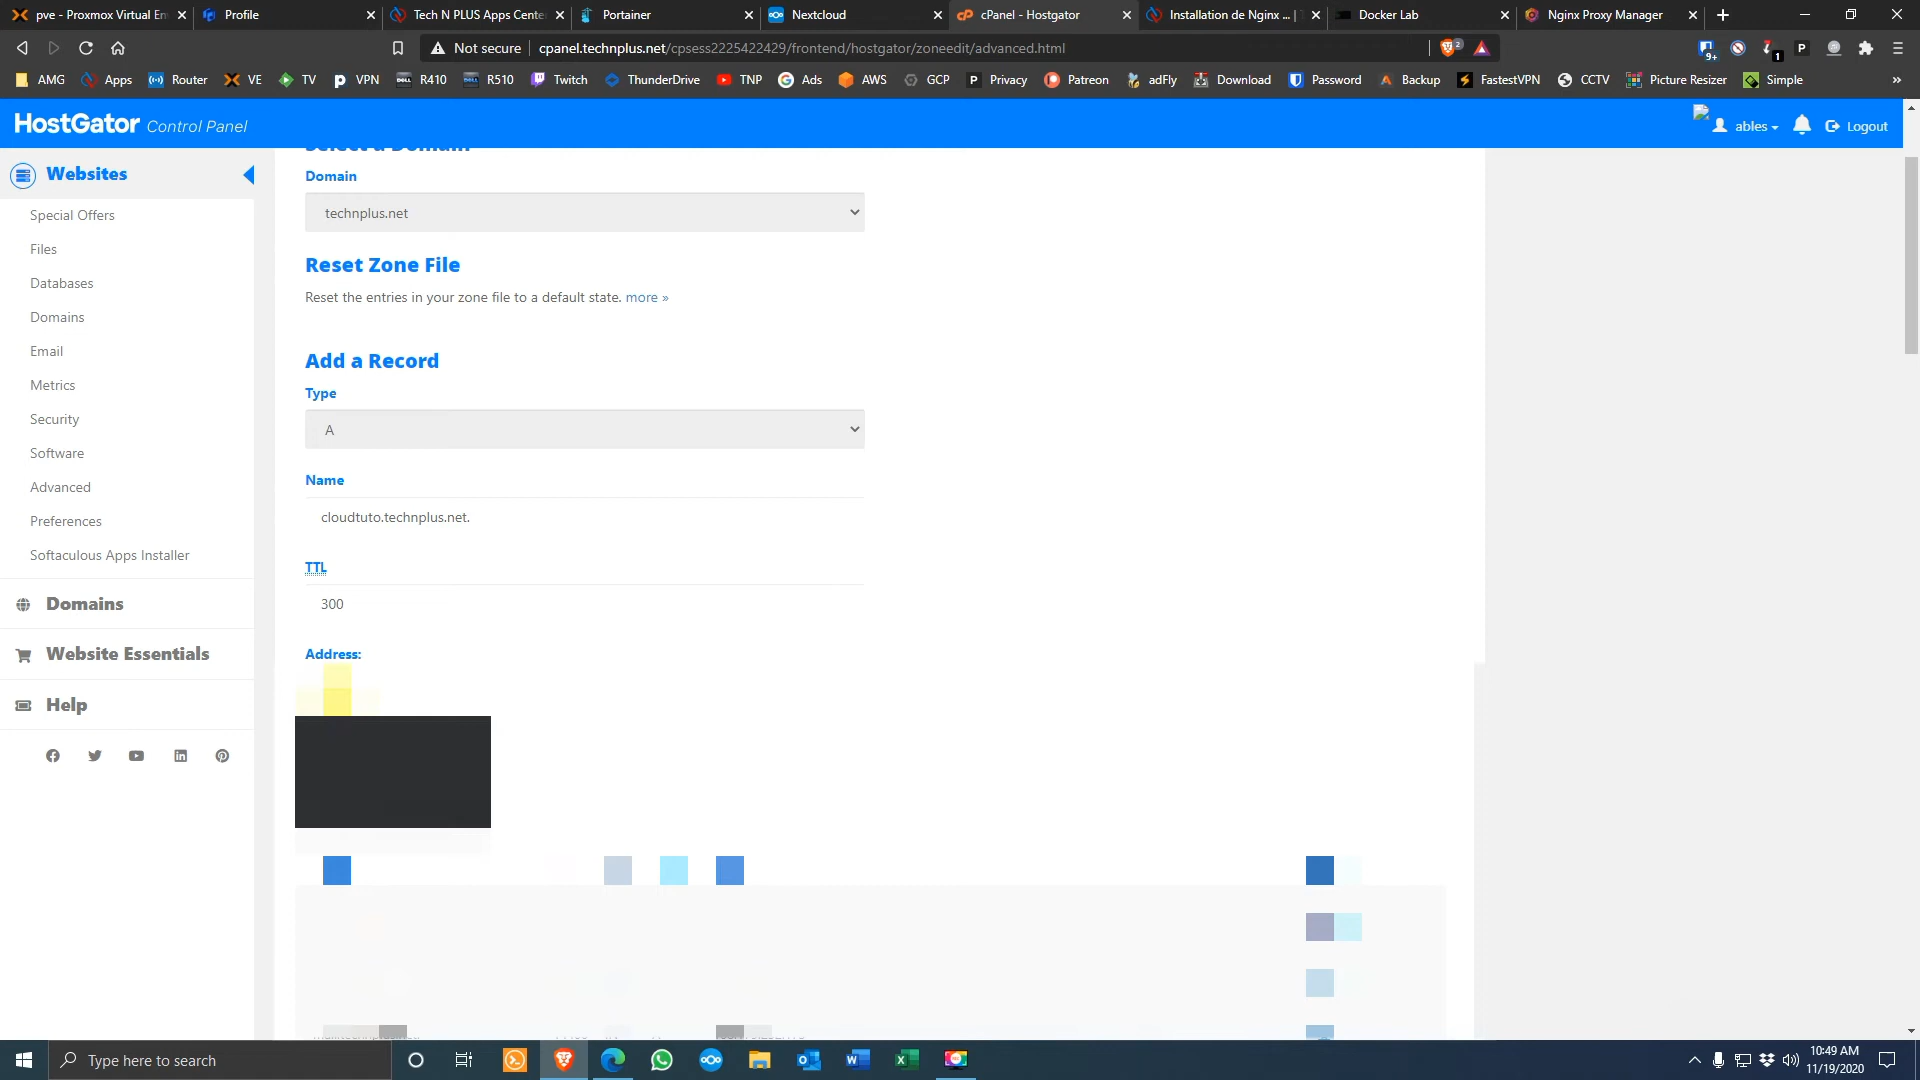 pve - Proxmox Virtual En
Profile
Tech N PLUS Apps Cente
Portainer
Nextcloud
cPanel - Hostgator
Installation de Nginx ... |
Docker Lab
Nginx Proxy Manager
Not secure
cpanel.technplus.net/cpsess2225422429/frontend/hostgator/zoneedit/advanced.html
2
9+
1
P
AMG
Apps
Router
VE
TV
VPN
R410
R510
Twitch
ThunderDrive
TNP
Ads
AWS
GCP
Privacy
Patreon
adFly
Download
Password
Backup
FastestVPN
CCTV
Picture Resizer
Simple
»
HostGator Control Panel
ables
Logout
Websites
Special Offers
Files
Databases
Domains
Email
Metrics
Security
Software
Advanced
Preferences
Softaculous Apps Installer
Domains
Website Essentials
Help
Select a Domain
Domain
technplus.net
Reset Zone File
Reset the entries in your zone file to a default state. more »
Add a Record
Type
A
Name
cloudtuto.technplus.net.
TTL
300
Address:
Type here to search
10:49 AM
11/19/2020